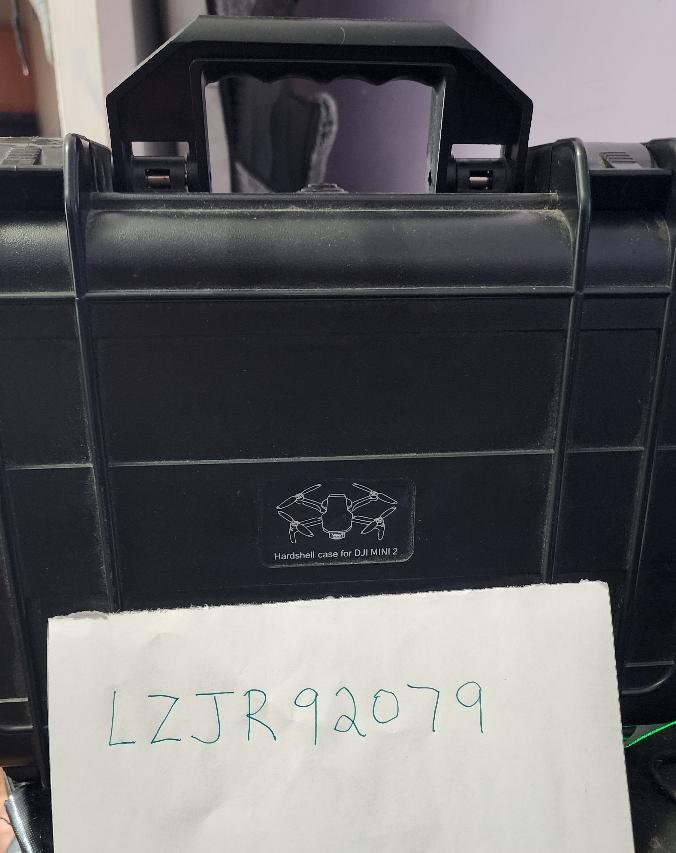 Hardshell case for DJI MINI 2
LZJR92079